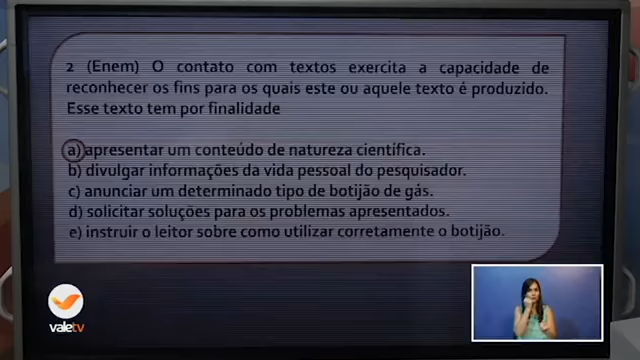 2 (Enem) O contato com textos exercita a capacidade de
reconhecer os fins para os quais este ou aquele texto é produzido.
Esse texto tem por finalidade
a) apresentar um conteúdo de natureza científica.
b) divulgar informações da vida pessoal do pesquisador.
c) anunciar um determinado tipo de botijão de gás.
d) solicitar soluções para os problemas apresentados.
e) instruir o leitor sobre como utilizar corretamente o botijão.
valetv